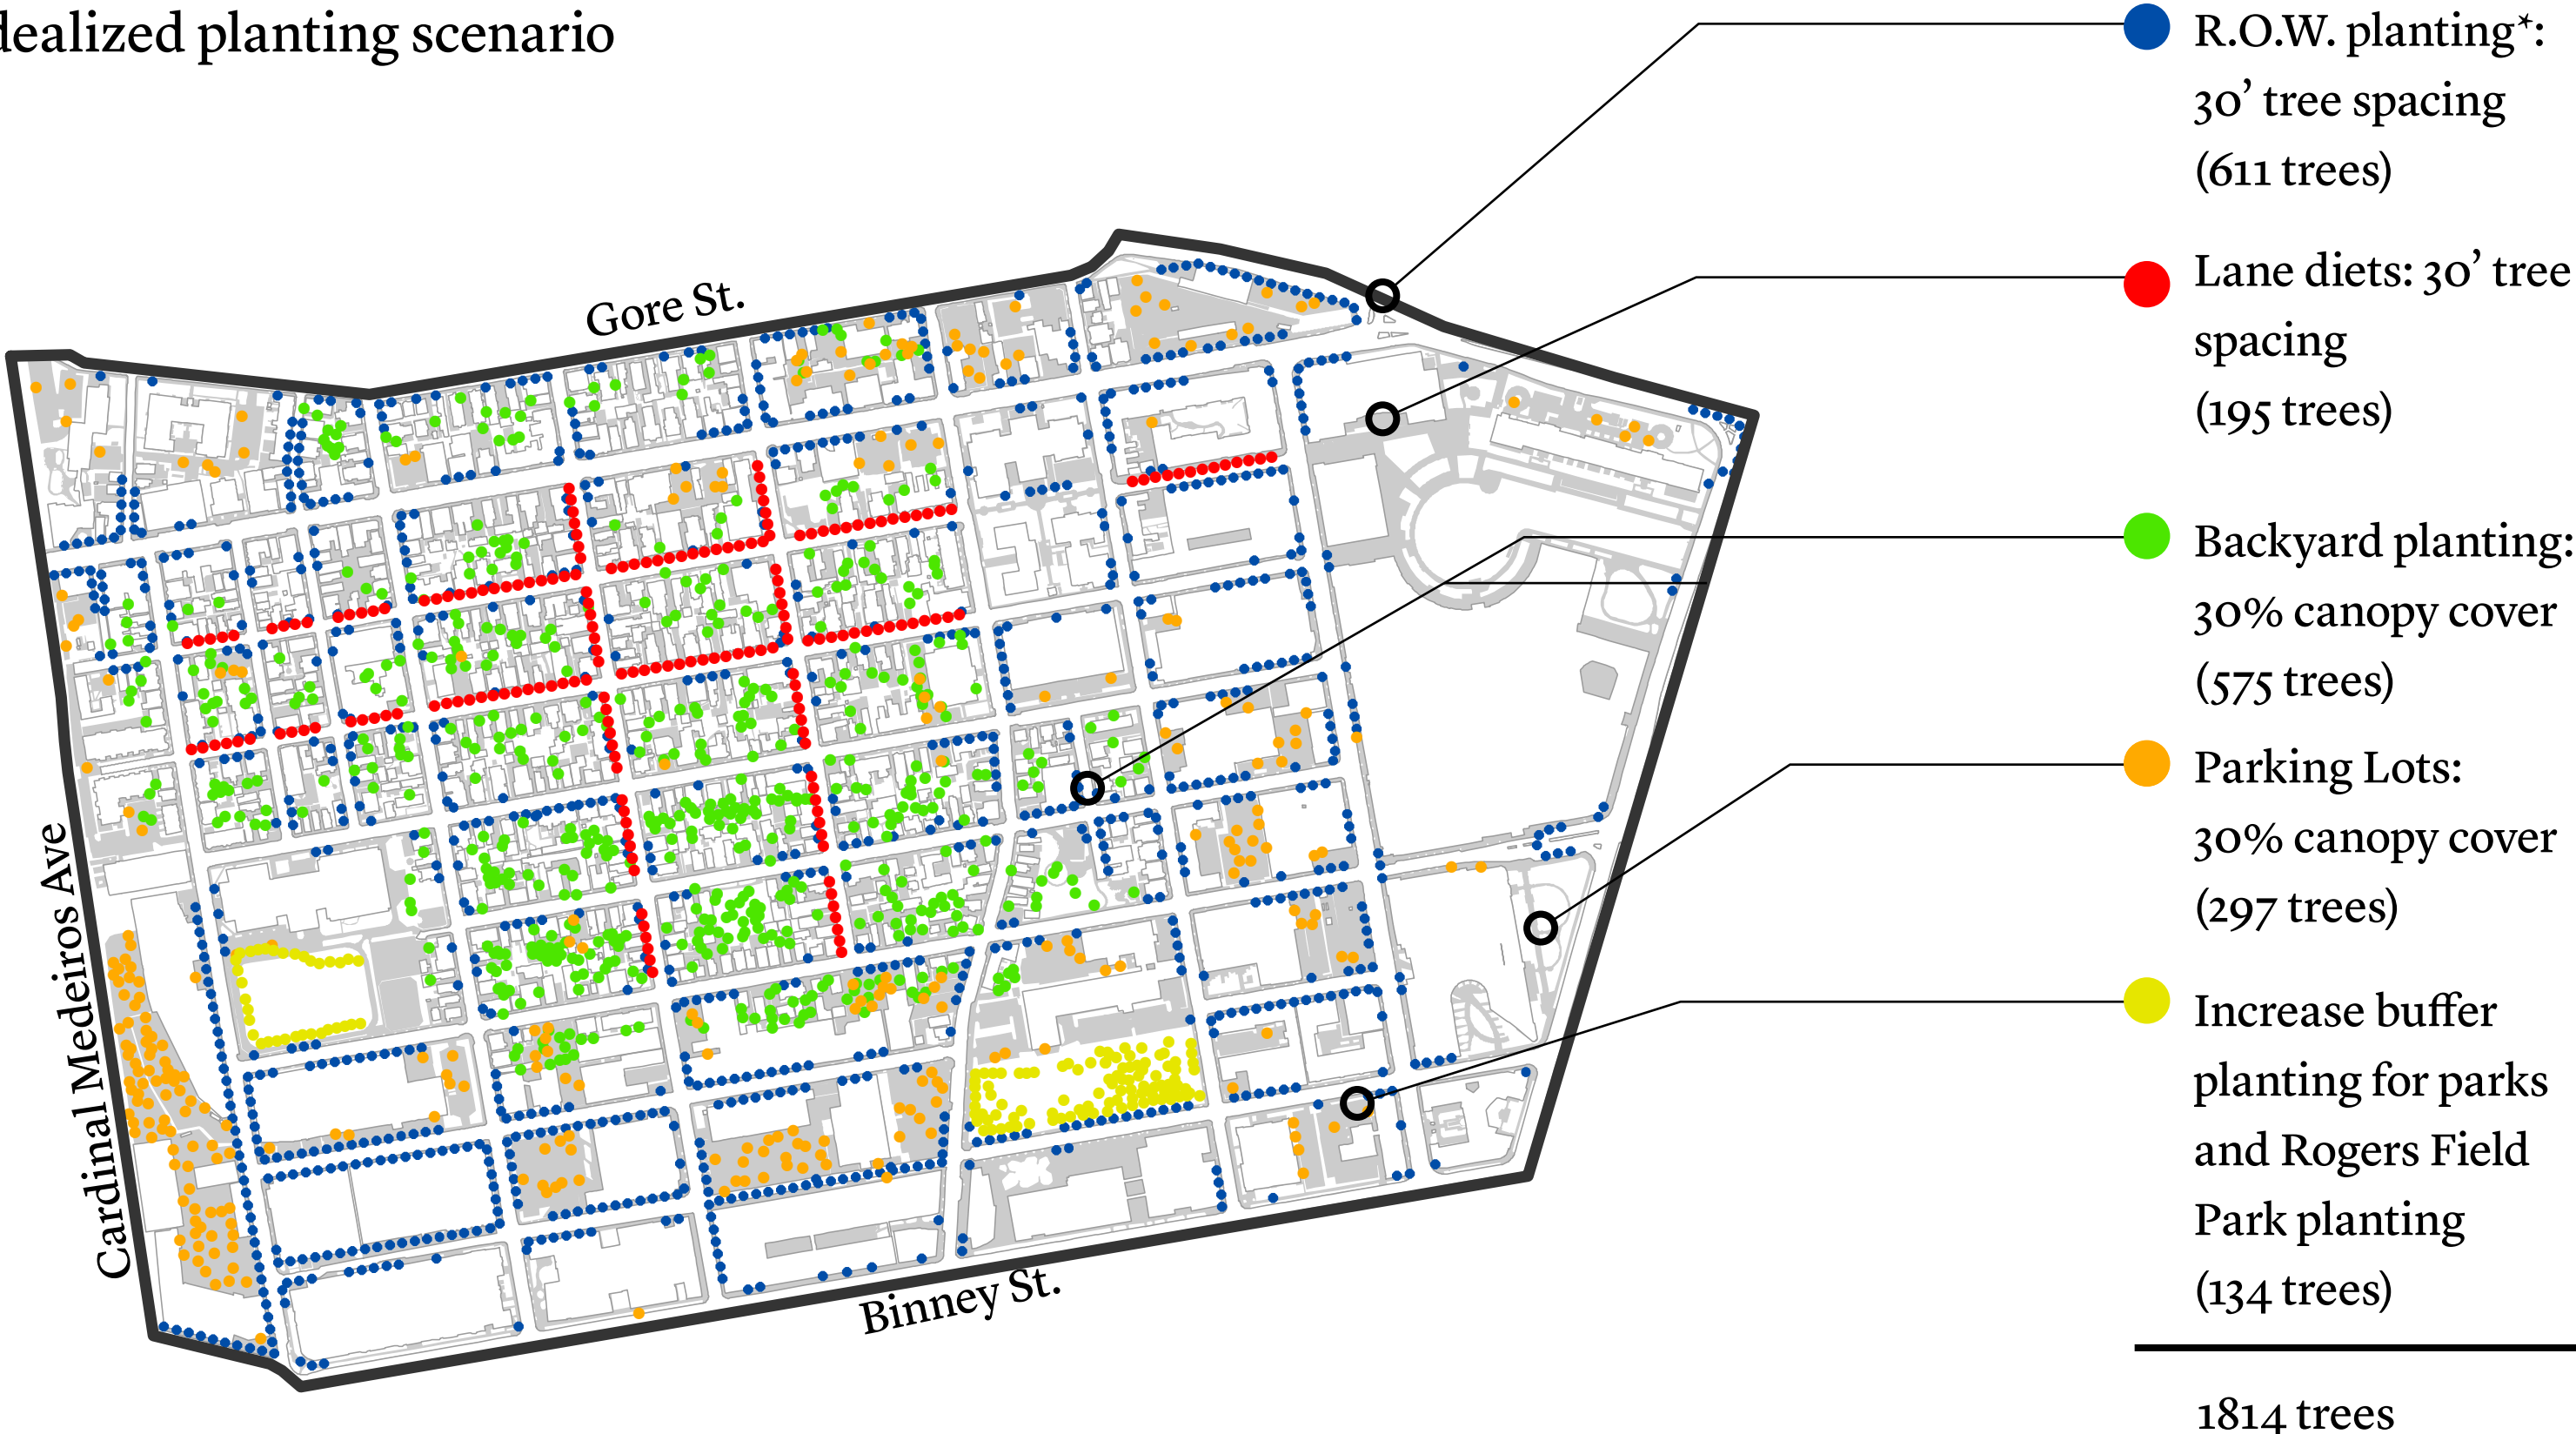 dealized planting scenario
R.O.W. planting*:
30’ tree spacing
(611 trees)
Lane diets: 30’ tree
spacing
(195 trees)
Backyard planting:
30% canopy cover
(575 trees)
Parking Lots:
30% canopy cover
(297 trees)
Increase buffer
planting for parks
and Rogers Field
Park planting
(134 trees)
1814 trees
Gore St.
Cardinal Medeiros Ave
Binney St.